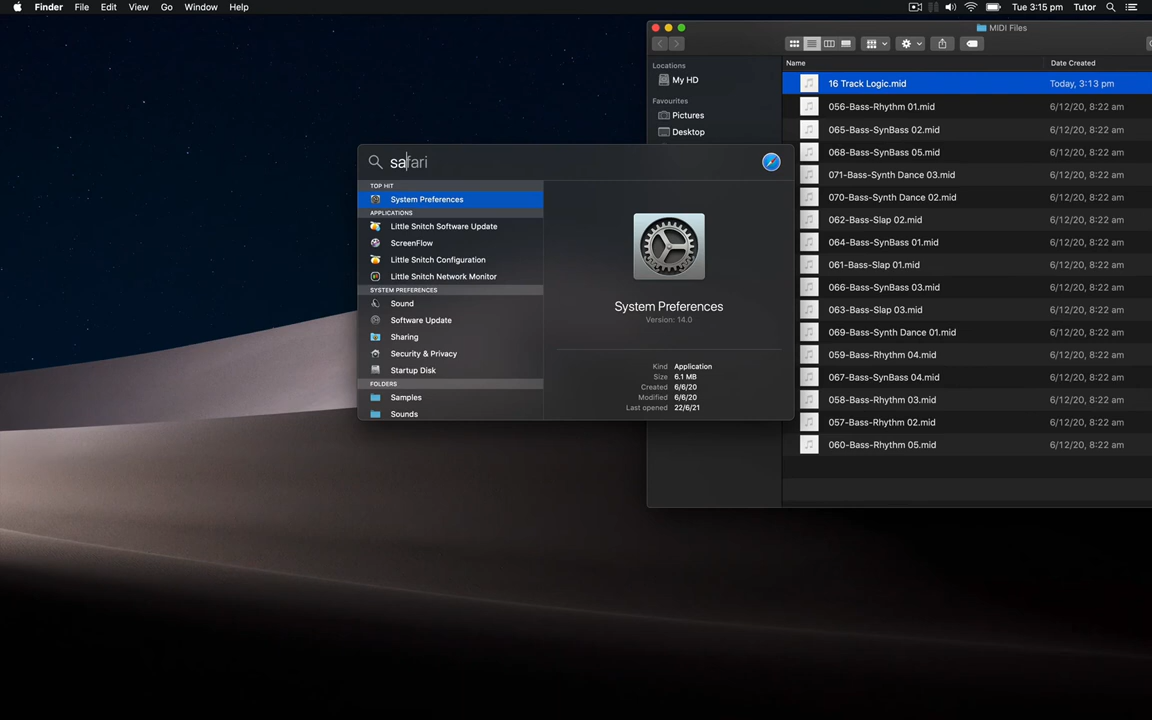 Finder File Edit View Go Window Help Tue 3:15 pm Tutor
MIDI Files
Locations
My HD
Favourites
Pictures
Desktop
Name Date Created
16 Track Logic.mid Today, 3:13 pm
056-Bass-Rhythm 01.mid 6/12/20, 8:22 am
065-Bass-SynBass 02.mid 6/12/20, 8:22 am
068-Bass-SynBass 05.mid 6/12/20, 8:22 am
071-Bass-Synth Dance 03.mid 6/12/20, 8:22 am
070-Bass-Synth Dance 02.mid 6/12/20, 8:22 am
062-Bass-Slap 02.mid 6/12/20, 8:22 am
064-Bass-SynBass 01.mid 6/12/20, 8:22 am
061-Bass-Slap 01.mid 6/12/20, 8:22 am
066-Bass-SynBass 03.mid 6/12/20, 8:22 am
063-Bass-Slap 03.mid 6/12/20, 8:22 am
069-Bass-Synth Dance 01.mid 6/12/20, 8:22 am
059-Bass-Rhythm 04.mid 6/12/20, 8:22 am
067-Bass-SynBass 04.mid 6/12/20, 8:22 am
058-Bass-Rhythm 03.mid 6/12/20, 8:22 am
057-Bass-Rhythm 02.mid 6/12/20, 8:22 am
060-Bass-Rhythm 05.mid 6/12/20, 8:22 am
safari
TOP HIT
System Preferences
APPLICATIONS
Little Snitch Software Update
ScreenFlow
Little Snitch Configuration
Little Snitch Network Monitor
SYSTEM PREFERENCES
Sound
Software Update
Sharing
Security & Privacy
Startup Disk
FOLDERS
Samples
Sounds
System Preferences
Version: 14.0
Kind Application
Size 6.1 MB
Created 6/6/20
Modified 6/6/20
Last opened 22/6/21